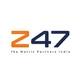 Z47
The Matrix Partners India